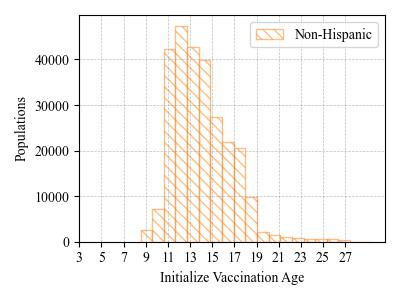 Non-Hispanic
Populations
40000
30000
20000
10000
0
3 5 7 9 11 13 15 17 19 21 23 25 27
Initialize Vaccination Age